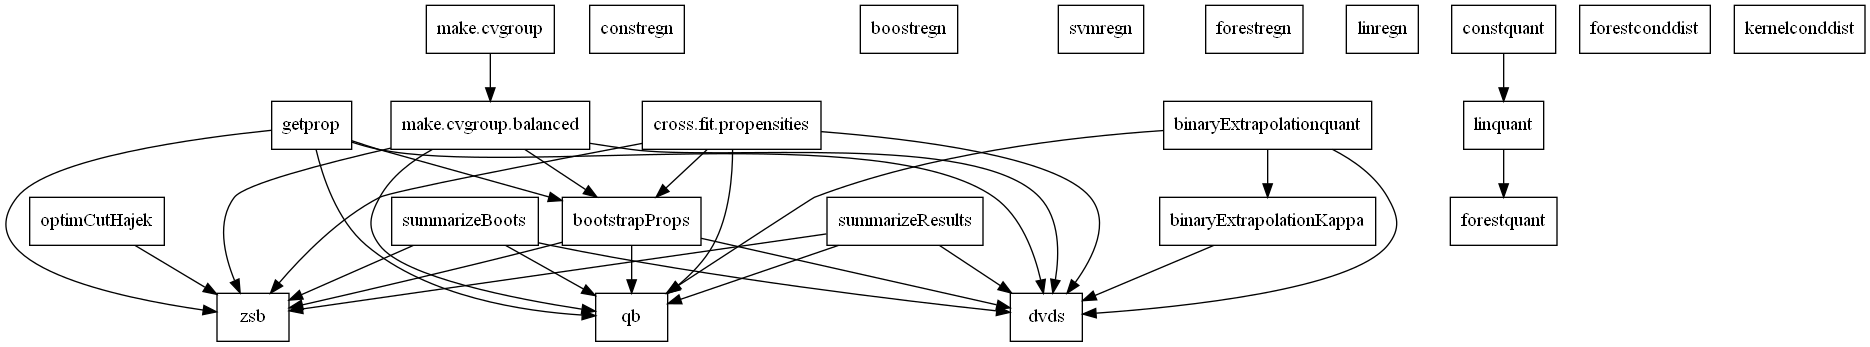 make.cvgroup
constregn
boostregn
svmregn
forestregn
linregn
constquant
forestconddist
kernelconddist
getprop
make.cvgroup.balanced
cross.fit.propensities
binaryExtrapolationquant
linquant
optimCutHajek
summarizeBoots
bootstrapProps
summarizeResults
binaryExtrapolationKappa
forestquant
zsb
qb
dvds